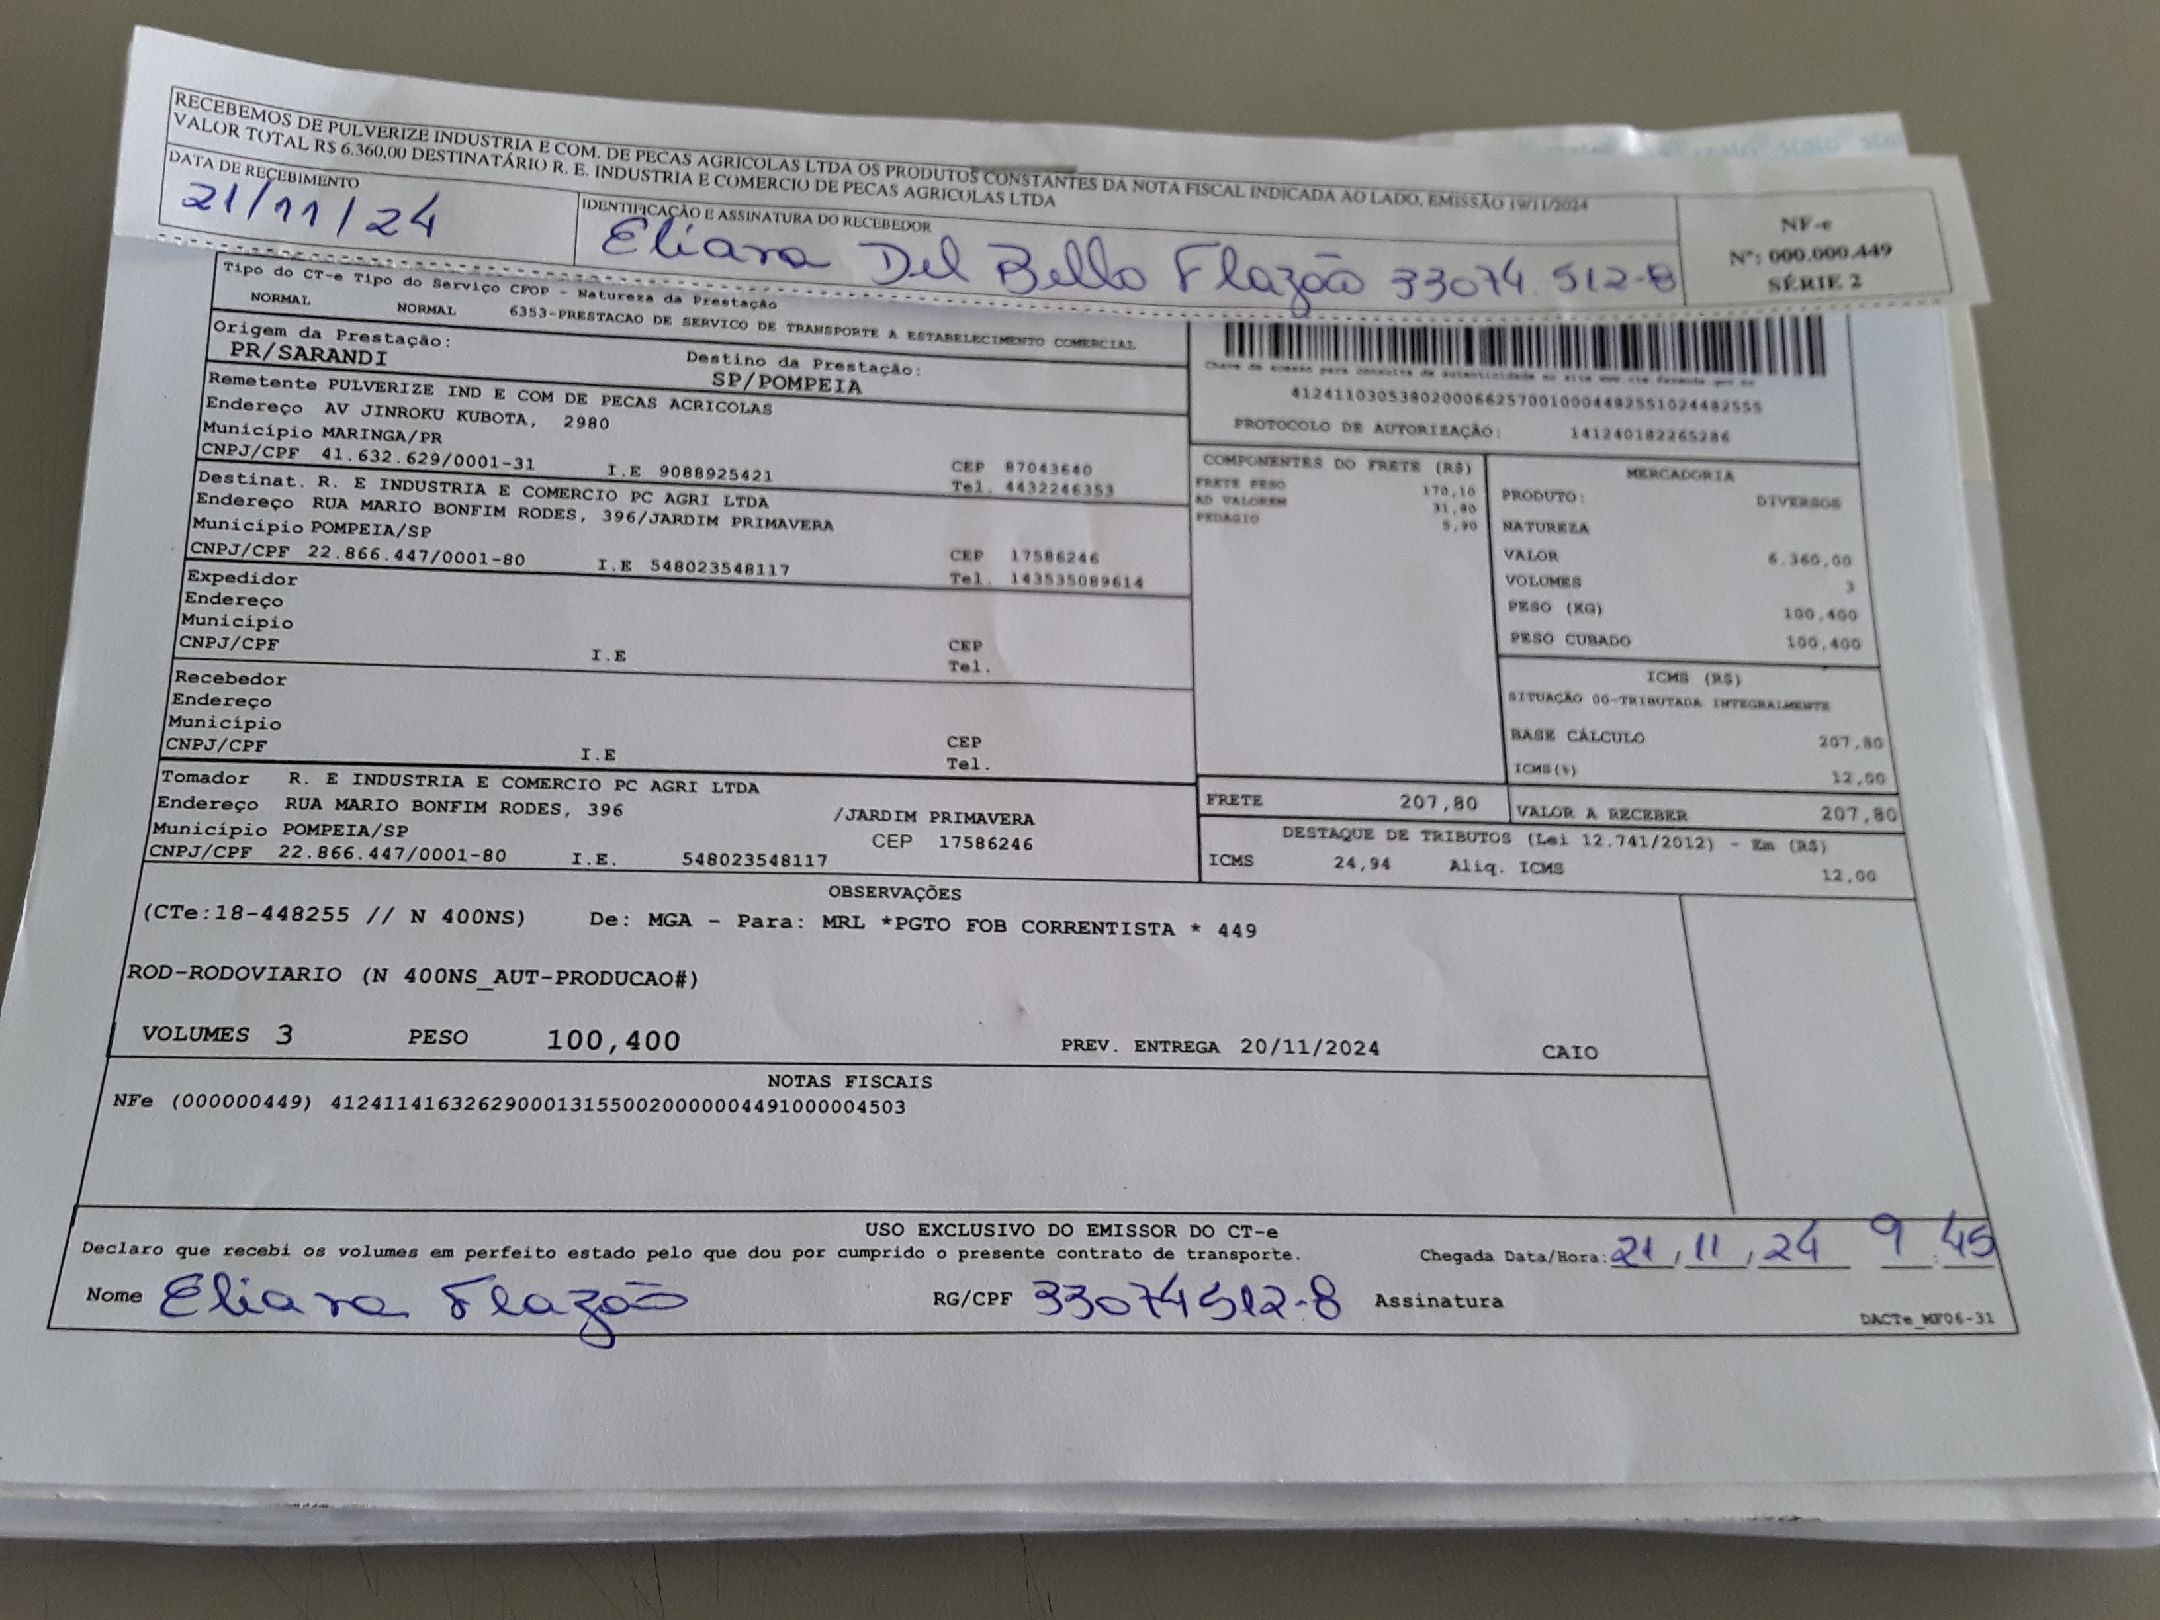 RECEBEMOS DE PULVERIZE INDUSTRIA E COM. DE PECAS AGRICOLAS LTDA OS PRODUTOS CONSTANTES DA NOTA FISCAL INDICADA AO LADO. EMISSÃO 19/11/2024
VALOR TOTAL R$ 6.360,00 DESTINATÁRIO R. E. INDUSTRIA E COMERCIO DE PECAS AGRICOLAS LTDA
DATA DE RECEBIMENTO
21/11/24
IDENTIFICAÇÃO E ASSINATURA DO RECEBEDOR
Eliara Del Bello Flazão 33074 512-8
NF-e
Nº: 000.000.449
SÉRIE 2
Tipo do CT-e Tipo do Serviço CFOP - Natureza da Prestação
NORMAL NORMAL 6353-PRESTACAO DE SERVICO DE TRANSPORTE A ESTABELECIMENTO COMERCIAL
Origem da Prestação: Destino da Prestação:
PR/SARANDI SP/POMPEIA
Remetente PULVERIZE IND E COM DE PECAS ACRICOLAS
Endereço AV JINROKU KUBOTA, 2980
Município MARINGA/PR CEP 87043640
CNPJ/CPF 41.632.629/0001-31 I.E 9088925421 Tel. 4432246353
Destinat. R. E INDUSTRIA E COMERCIO PC AGRI LTDA
Endereço RUA MARIO BONFIM RODES, 396/JARDIM PRIMAVERA
Município POMPEIA/SP CEP 17586246
CNPJ/CPF 22.866.447/0001-80 I.E 548023548117 Tel. 143535089614
Expedidor
Endereço
Município CEP
CNPJ/CPF I.E Tel.
Recebedor
Endereço
Município CEP
CNPJ/CPF I.E Tel.
Tomador R. E INDUSTRIA E COMERCIO PC AGRI LTDA
Endereço RUA MARIO BONFIM RODES, 396 /JARDIM PRIMAVERA
Município POMPEIA/SP CEP 17586246
CNPJ/CPF 22.866.447/0001-80 I.E. 548023548117
Chave de acesso para consulta de autenticidade no site www.cte.fazenda.gov.br
41241103053802000662570010004482551024482555
PROTOCOLO DE AUTORIZAÇÃO: 141240182265286
COMPONENTES DO FRETE (R$)
FRETE PESO 170,10
AD VALOREM 31,80
PEDAGIO 5,90
MERCADORIA
PRODUTO: DIVERSOS
NATUREZA
VALOR 6.360,00
VOLUMES 3
PESO (KG) 100,400
PESO CUBADO 100,400
ICMS (R$)
SITUAÇÃO 00-TRIBUTADA INTEGRALMENTE
BASE CÁLCULO 207,80
ICMS(%) 12,00
FRETE 207,80 VALOR A RECEBER 207,80
DESTAQUE DE TRIBUTOS (Lei 12.741/2012) - Em (R$)
ICMS 24,94 Aliq. ICMS 12,00
OBSERVAÇÕES
(CTe:18-448255 // N 400NS) De: MGA - Para: MRL *PGTO FOB CORRENTISTA * 449
ROD-RODOVIARIO (N 400NS_AUT-PRODUCAO#)
VOLUMES 3 PESO 100,400 PREV. ENTREGA 20/11/2024 CAIO
NOTAS FISCAIS
NFe (000000449) 41241141632629000131550020000004491000004503
USO EXCLUSIVO DO EMISSOR DO CT-e
Declaro que recebi os volumes em perfeito estado pelo que dou por cumprido o presente contrato de transporte. Chegada Data/Hora: 21/11/24 9:45
Nome Eliara Flazão RG/CPF 33074512-8 Assinatura
DACTe_MF06-31